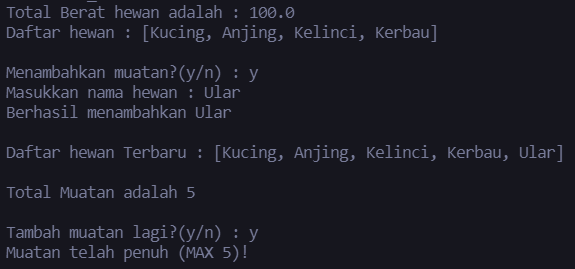 Total Berat hewan adalah : 100.0
Daftar hewan : [Kucing, Anjing, Kelinci, Kerbau]
Menambahkan muatan?(y/n) : y
Masukkan nama hewan : Ular
Berhasil menambahkan Ular
Daftar hewan Terbaru : [Kucing, Anjing, Kelinci, Kerbau, Ular]
Total Muatan adalah 5
Tambah muatan lagi?(y/n) : y
Muatan telah penuh (MAX 5)!